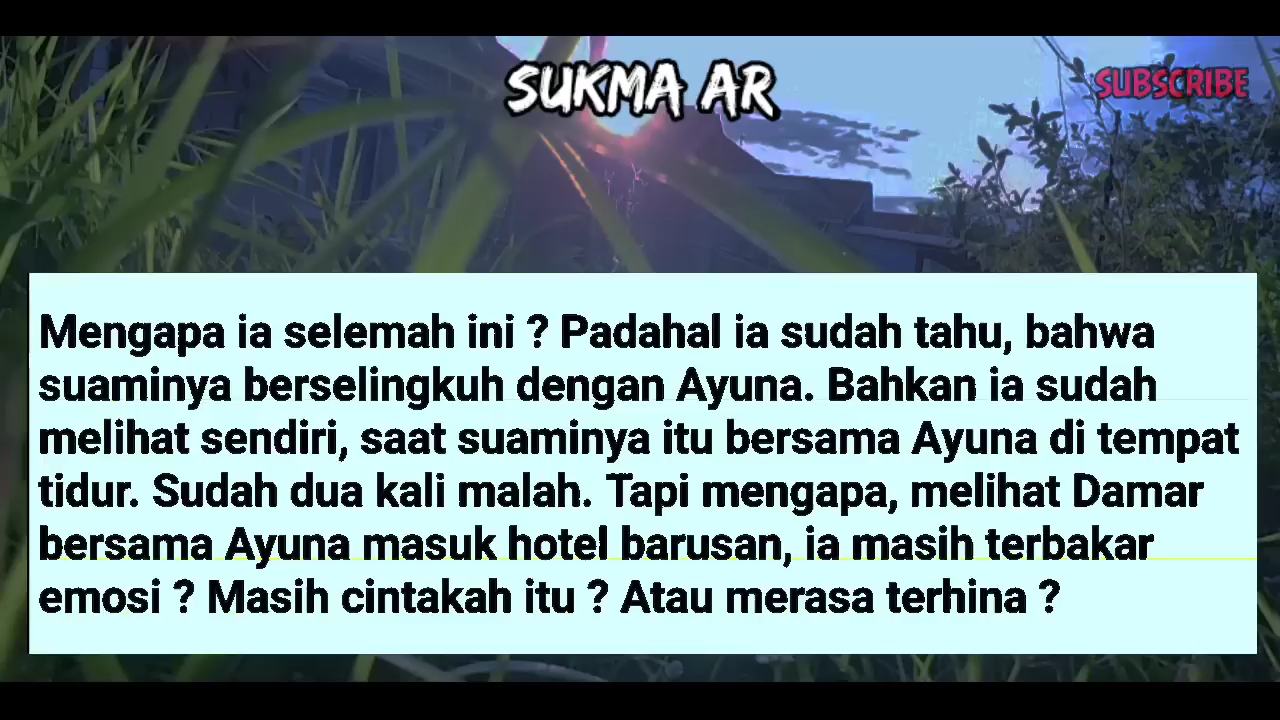 SUKMA AR
SUBSCRIBE
Mengapa ia selemah ini ? Padahal ia sudah tahu, bahwa
suaminya berselingkuh dengan Ayuna. Bahkan ia sudah
melihat sendiri, saat suaminya itu bersama Ayuna di tempat
tidur. Sudah dua kali malah. Tapi mengapa, melihat Damar
bersama Ayuna masuk hotel barusan, ia masih terbakar
emosi ? Masih cintakah itu ? Atau merasa terhina ?